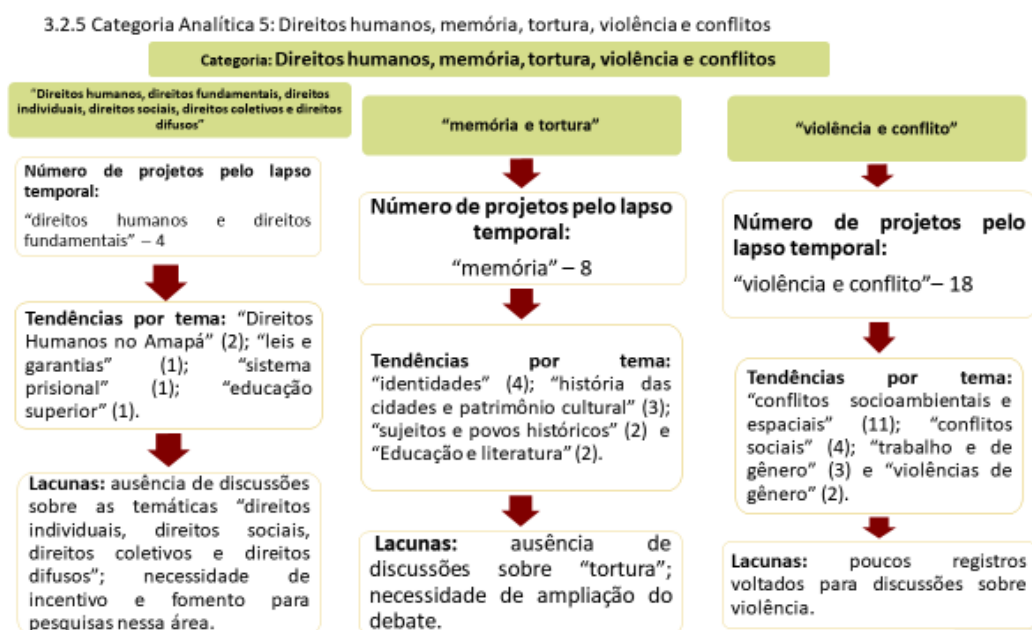 3.2.5 Categoria Analítica 5: Direitos humanos, memória, tortura, violência e conflitos
Categoria: Direitos humanos, memória, tortura, violência e conflitos
"Direitos humanos, direitos fundamentais, direitos
individuais, direitos sociais, direitos coletivos e direitos
difusos"
Número de projetos pelo lapso
temporal:
"direitos humanos e direitos
fundamentais" – 4
Tendências por tema: "Direitos
Humanos no Amapá" (2); "leis e
garantias" (1); "sistema
prisional" (1); "educação
superior" (1).
Lacunas: ausência de discussões
sobre as temáticas "direitos
individuais, direitos sociais,
direitos coletivos e direitos
difusos"; necessidade de
incentivo e fomento para
pesquisas nessa área.
"memória e tortura"
Número de projetos pelo lapso
temporal:
"memória" – 8
Tendências por tema:
"identidades" (4); "história das
cidades e patrimônio cultural" (3);
"sujeitos e povos históricos" (2) e
"Educação e literatura" (2).
Lacunas: ausência de
discussões sobre "tortura";
necessidade de ampliação do
debate.
"violência e conflito"
Número de projetos pelo
lapso temporal:
"violência e conflito"– 18
Tendências por tema:
"conflitos socioambientais e
espaciais" (11); "conflitos
sociais" (4); "trabalho e de
gênero" (3) e "violências de
gênero" (2).
Lacunas: poucos registros
voltados para discussões sobre
violência.